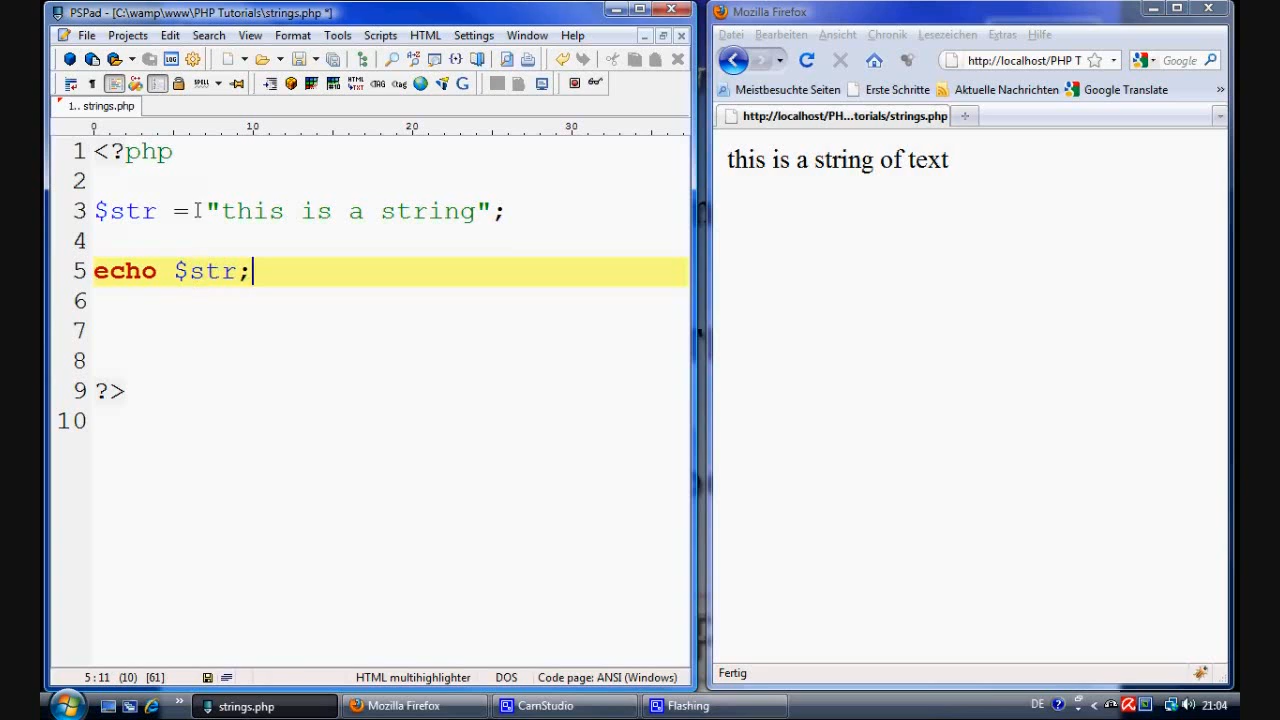 PSPad - [C:\wamp\www\PHP Tutorials\strings.php *]
File Projects Edit Search View Format Tools Scripts HTML Settings Window Help
1.. strings.php
0 10 20 30
1 <?php
2
3 $str = "this is a string";
4
5 echo $str;
6
7
8
9 ?>
10
5:11 (10) [61] HTML multihighlighter DOS Code page: ANSI (Windows)
Mozilla Firefox
Datei Bearbeiten Ansicht Chronik Lesezeichen Extras Hilfe
http://localhost/PHP T Google
Meistbesuchte Seiten Erste Schritte Aktuelle Nachrichten Google Translate »
http://localhost/PH...torials/strings.php
this is a string of text
Fertig
» strings.php Mozilla Firefox CamStudio Flashing DE 21:04